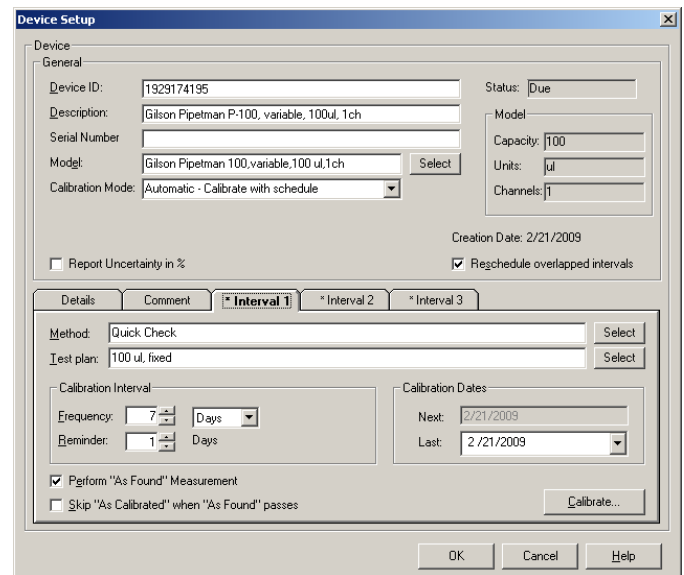 Device Setup
Device
General
Device ID: 1929174195 Status: Due
Description: Gilson Pipetman P-100, variable, 100ul, 1ch Model
Serial Number Capacity: 100
Model: Gilson Pipetman 100,variable,100 ul,1ch Select Units: ul
Calibration Mode: Automatic - Calibrate with schedule Channels: 1
Creation Date: 2/21/2009
Report Uncertainty in % Reschedule overlapped intervals
Details Comment * Interval 1 * Interval 2 * Interval 3
Method: Quick Check Select
Test plan: 100 ul, fixed Select
Calibration Interval Calibration Dates
Frequency: 7 Days Next: 2/21/2009
Reminder: 1 Days Last: 2 /21/2009
Perform "As Found" Measurement
Skip "As Calibrated" when "As Found" passes Calibrate...
OK Cancel Help